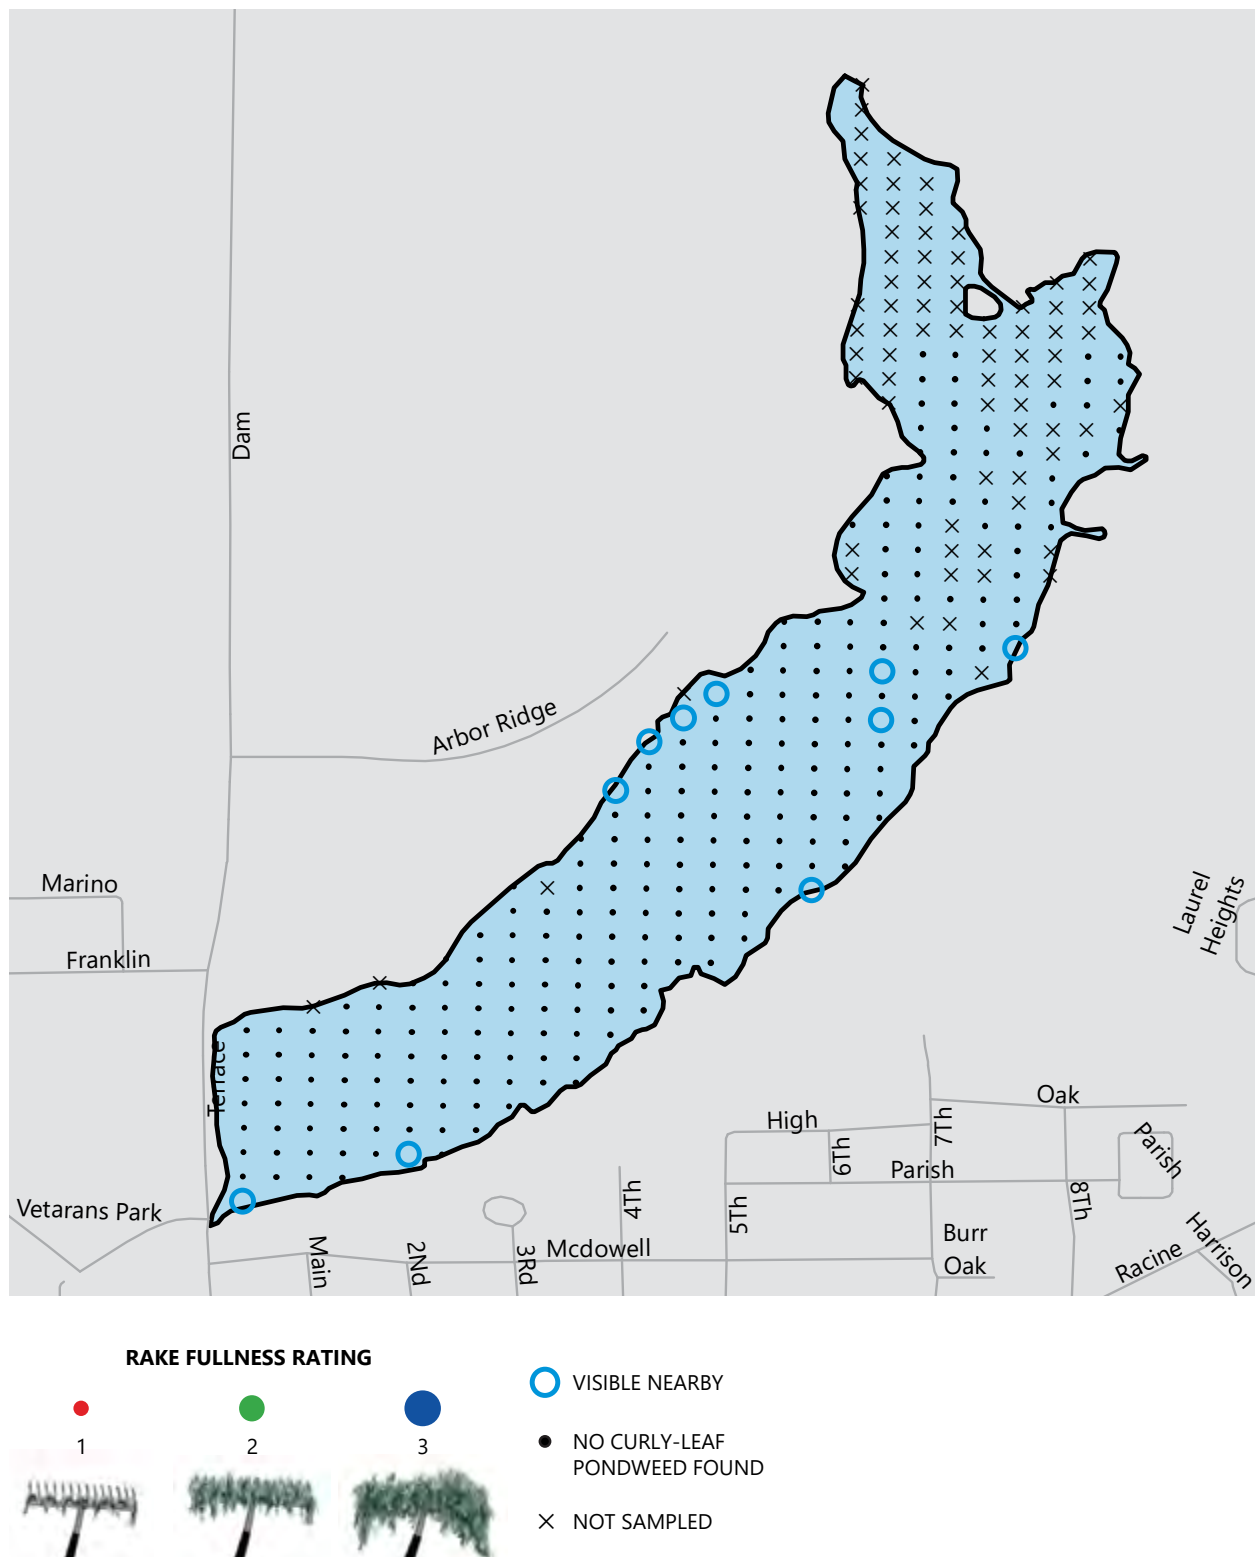 Dam
Arbor Ridge
Marino
Franklin
Laurel
Heights
Terrace
Oak
High
7Th
6Th
Parish
Parish
8Th
4Th
5Th
Vetarans Park
Main
2Nd
3Rd
Mcdowell
Burr
Oak
Racine
Harrison
RAKE FULLNESS RATING
1
2
3
VISIBLE NEARBY
NO CURLY-LEAF
PONDWEED FOUND
NOT SAMPLED